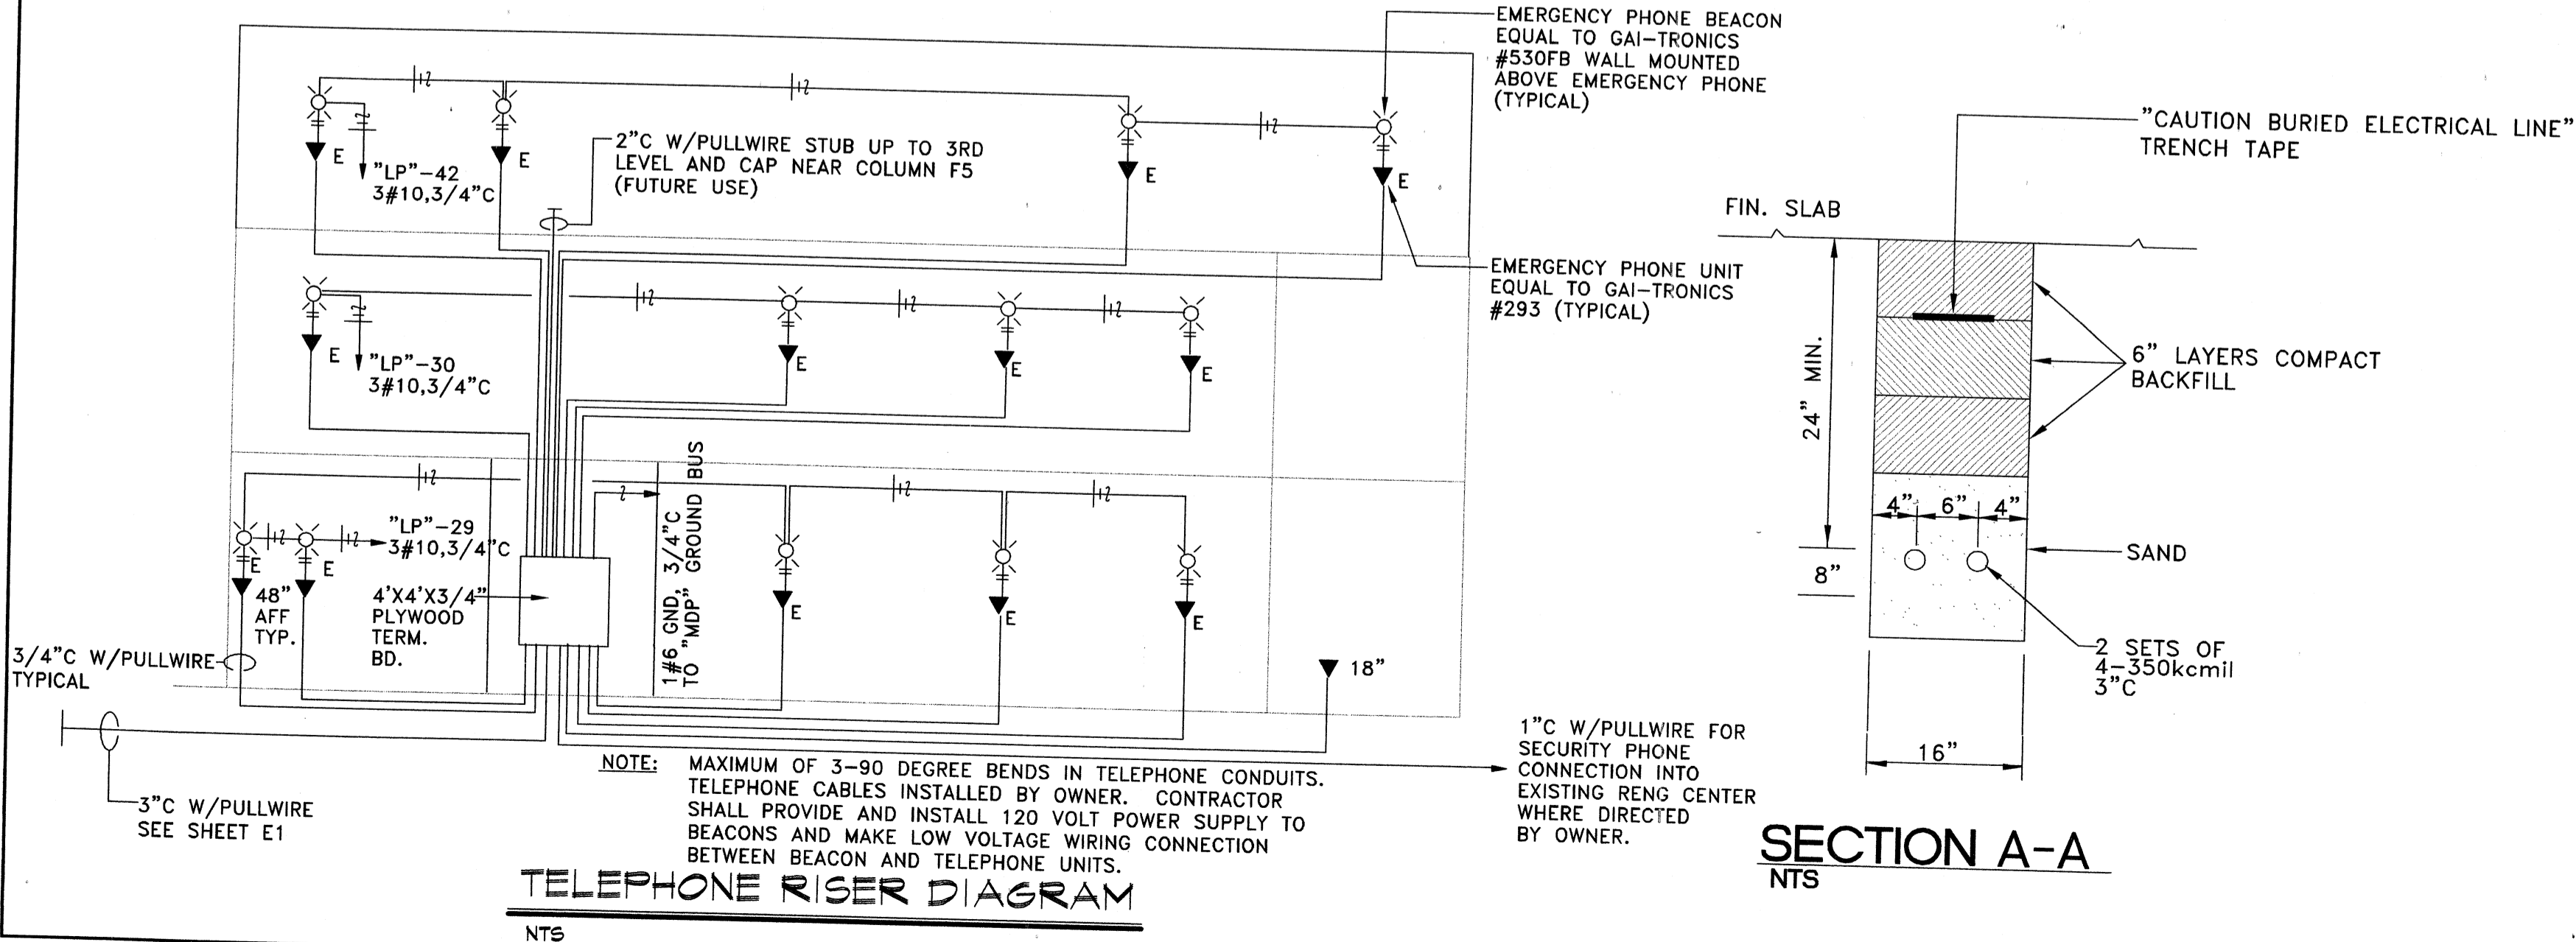 EMERGENCY PHONE BEACON
EQUAL TO GAI-TRONICS
#530FB WALL MOUNTED
ABOVE EMERGENCY PHONE
(TYPICAL)
2"C W/PULLWIRE STUB UP TO 3RD
LEVEL AND CAP NEAR COLUMN F5
(FUTURE USE)
E
"LP"-42
3#10,3/4"C
E
E
E
EMERGENCY PHONE UNIT
EQUAL TO GAI-TRONICS
#293 (TYPICAL)
E
"LP"-30
3#10,3/4"C
E
E
E
"LP"-29
3#10,3/4"C
E
E
48"
AFF
TYP.
4'X4'X3/4"
PLYWOOD
TERM.
BD.
1#6 GND, 3/4"C
TO "MDP" GROUND BUS
E
E
E
18"
3/4"C W/PULLWIRE
TYPICAL
3"C W/PULLWIRE
SEE SHEET E1
1"C W/PULLWIRE FOR
SECURITY PHONE
CONNECTION INTO
EXISTING RENG CENTER
WHERE DIRECTED
BY OWNER.
NOTE: MAXIMUM OF 3-90 DEGREE BENDS IN TELEPHONE CONDUITS.
TELEPHONE CABLES INSTALLED BY OWNER. CONTRACTOR
SHALL PROVIDE AND INSTALL 120 VOLT POWER SUPPLY TO
BEACONS AND MAKE LOW VOLTAGE WIRING CONNECTION
BETWEEN BEACON AND TELEPHONE UNITS.
TELEPHONE RISER DIAGRAM
NTS
"CAUTION BURIED ELECTRICAL LINE"
TRENCH TAPE
FIN. SLAB
24" MIN.
6" LAYERS COMPACT
BACKFILL
4" 6" 4"
SAND
8"
2 SETS OF
4-350kcmil
3"C
16"
SECTION A-A
NTS